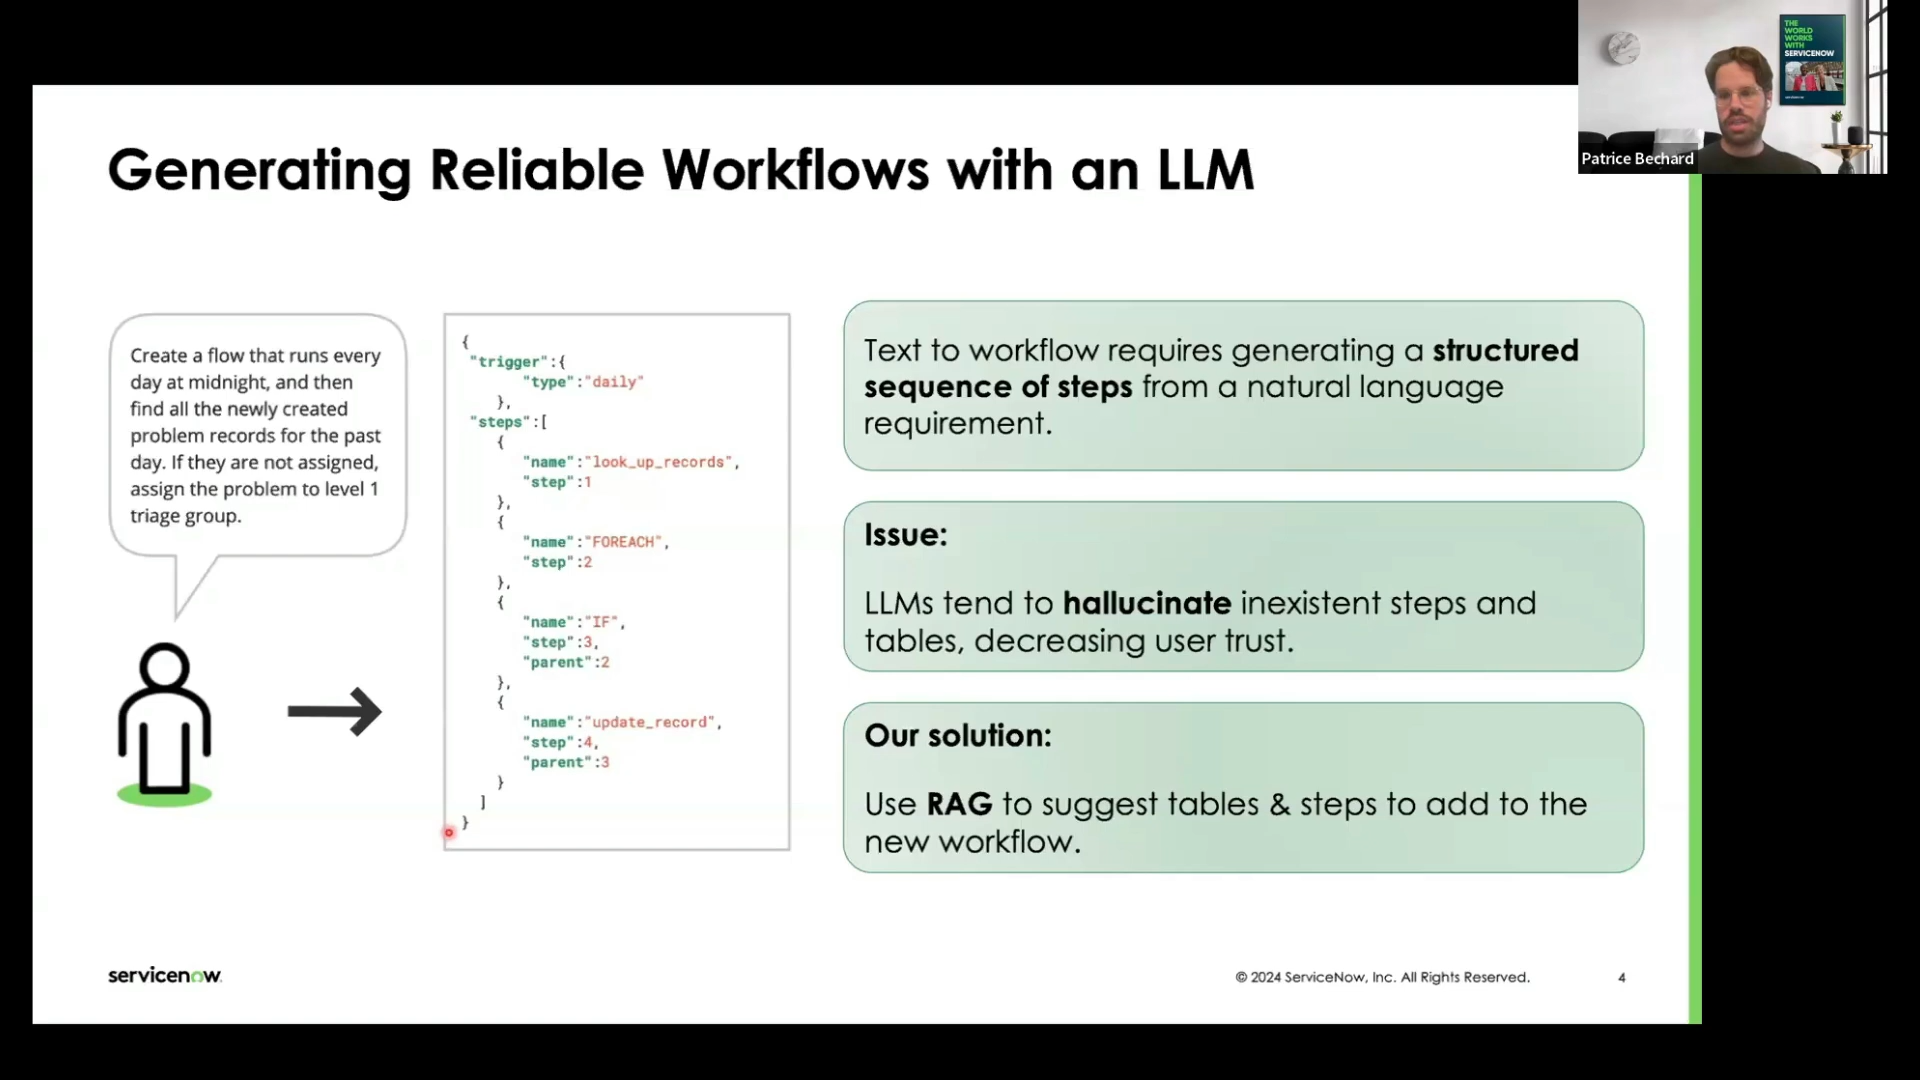 THE
WORLD
WORKS
WITH
SERVICENOW
Patrice Bechard
Generating Reliable Workflows with an LLM
Create a flow that runs every
day at midnight, and then
find all the newly created
problem records for the past
day. If they are not assigned,
assign the problem to level 1
triage group.
{
"trigger":{
"type":"daily"
},
"steps":[
{
"name":"look_up_records",
"step":1
},
{
"name":"FOREACH",
"step":2
},
{
"name":"IF",
"step":3,
"parent":2
},
{
"name":"update_record",
"step":4,
"parent":3
}
]
}
Text to workflow requires generating a structured
sequence of steps from a natural language
requirement.
Issue:
LLMs tend to hallucinate inexistent steps and
tables, decreasing user trust.
Our solution:
Use RAG to suggest tables & steps to add to the
new workflow.
servicenow
© 2024 ServiceNow, Inc. All Rights Reserved.
4